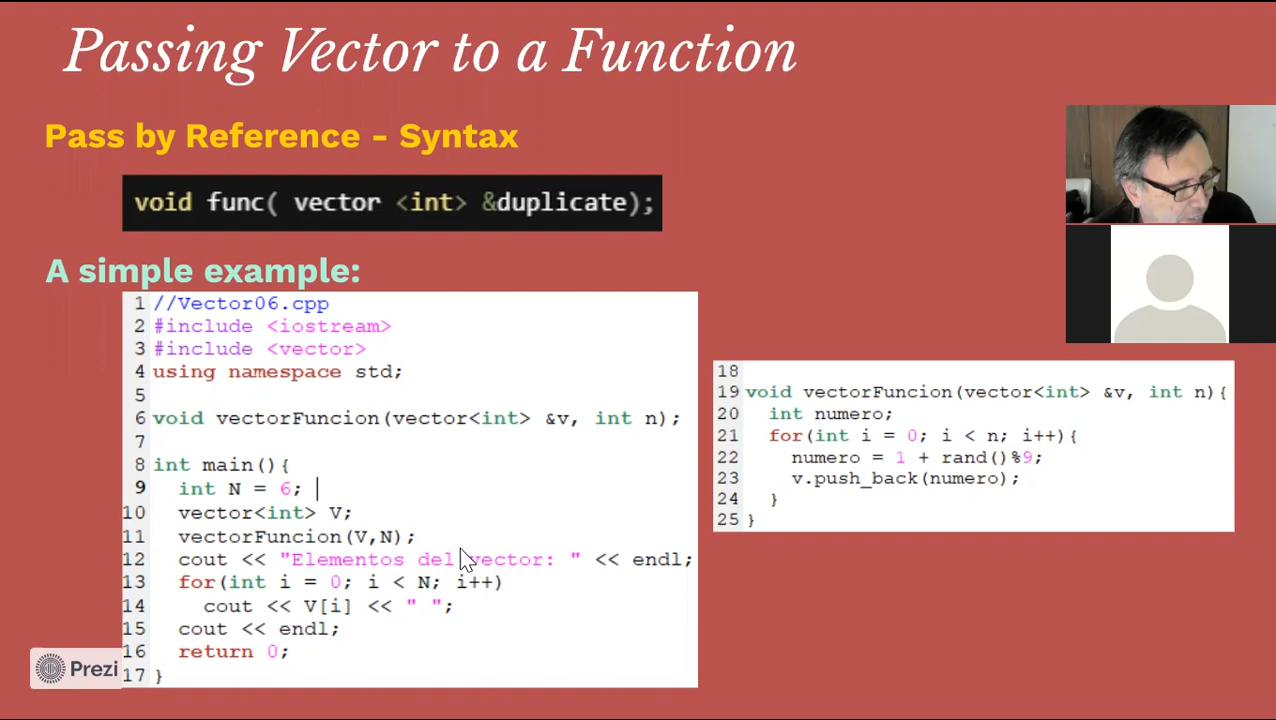 Passing Vector to a Function
Pass by Reference - Syntax
void func( vector <int> &duplicate);
A simple example:
1 //Vector06.cpp
2 #include <iostream>
3 #include <vector>
4 using namespace std;
5
6 void vectorFuncion(vector<int> &v, int n);
7
8 int main(){
9 int N = 6;
10 vector<int> V;
11 vectorFuncion(V,N);
12 cout << "Elementos del vector: " << endl;
13 for(int i = 0; i < N; i++)
14 cout << V[i] << " ";
15 cout << endl;
16 return 0;
17 }
18
19 void vectorFuncion(vector<int> &v, int n){
20 int numero;
21 for(int i = 0; i < n; i++){
22 numero = 1 + rand()%9;
23 v.push_back(numero);
24 }
25 }
Prezi